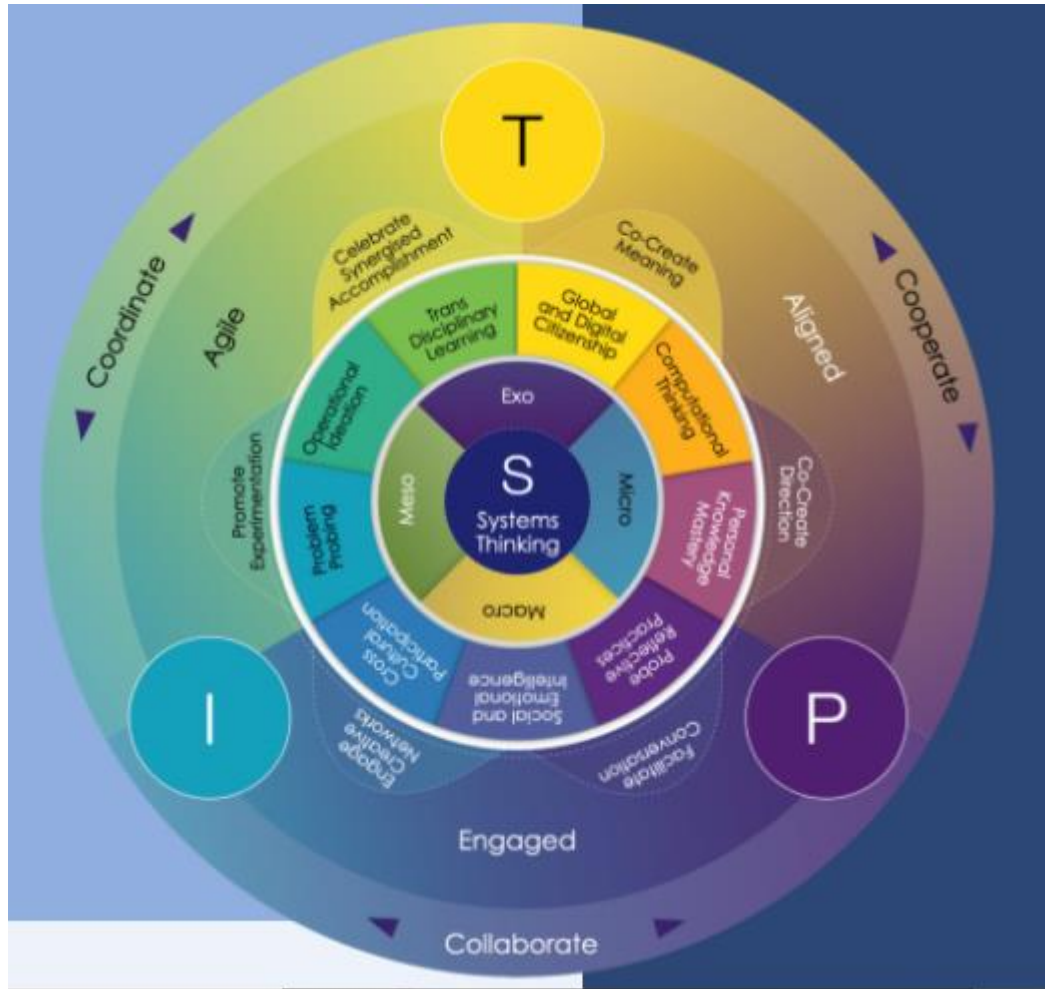 T
Coordinate
Cooperate
Agile
Aligned
Celebrate
Synergised
Accomplishment
Co-Create
Meaning
Trans
Disciplinary
Learning
Global
and Digital
Citizenship
Operational
Ideation
Computational
Thinking
Exo
Promote
Experimentation
Problem
Probing
Meso
S
Systems
Thinking
Micro
Personal
Knowledge
Mastery
Co-Create
Direction
Macro
Cross
Cultural
Participation
Social and
Emotional
Intelligence
Probe
Reflective
Practices
I
P
Engage
Creative
Networks
Facilitate
Conversation
Engaged
Collaborate